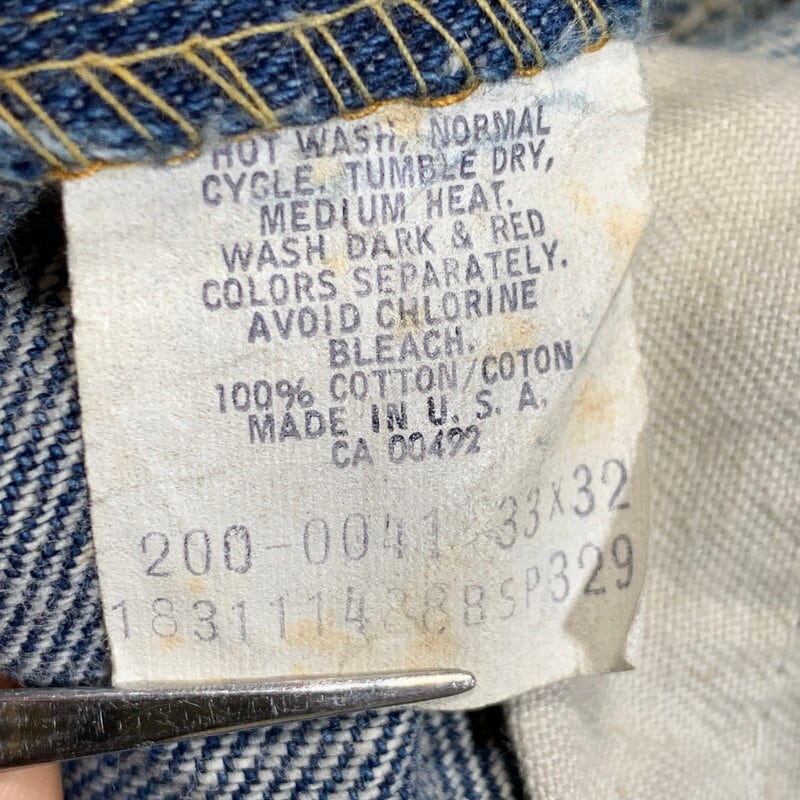 HOT WASH, NORMAL
CYCLE. TUMBLE DRY,
MEDIUM HEAT.
WASH DARK & RED
COLORS SEPARATELY.
AVOID CHLORINE
BLEACH.
100% COTTON/COTON
MADE IN U. S. A.
CA 00492
200-0041 33X32